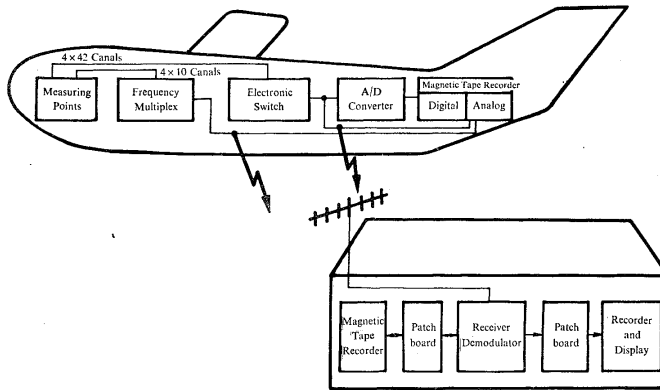 4 × 42 Canals
4 × 10 Canals
Measuring
Points
Frequency
Multiplex
Electronic
Switch
A/D
Converter
Magnetic Tape Recorder
Digital
Analog
Magnetic
Tape
Recorder
Patch
board
Receiver
Demodulator
Patch
board
Recorder
and
Display